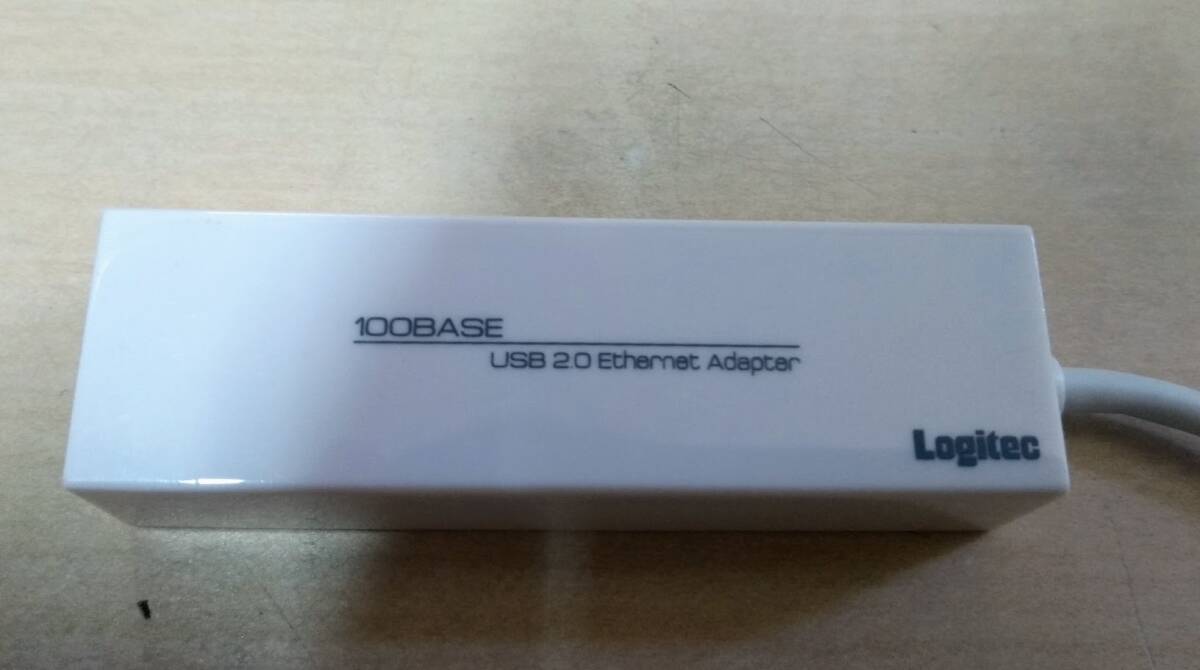 100BASE
USB 2.0 Ethernet Adapter
Logitec